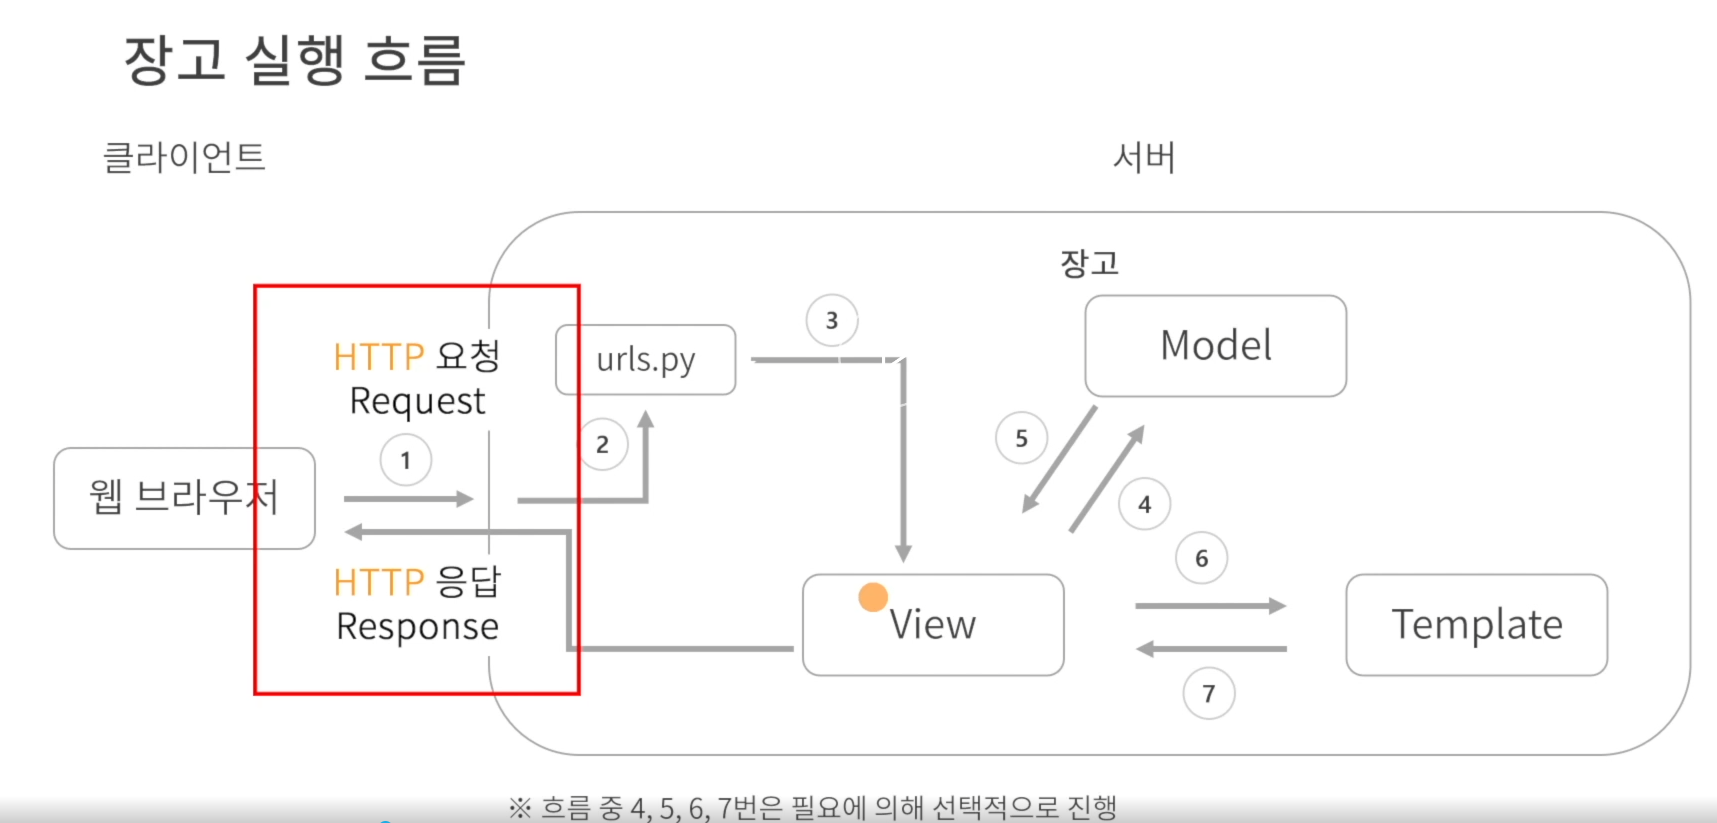 장고 실행 흐름
클라이언트
서버
장고
HTTP 요청
Request
urls.py
3
Model
2
5
1
웹 브라우저
4
6
HTTP 응답
Response
View
Template
7
※ 흐름 중 4, 5, 6, 7번은 필요에 의해 선택적으로 진행